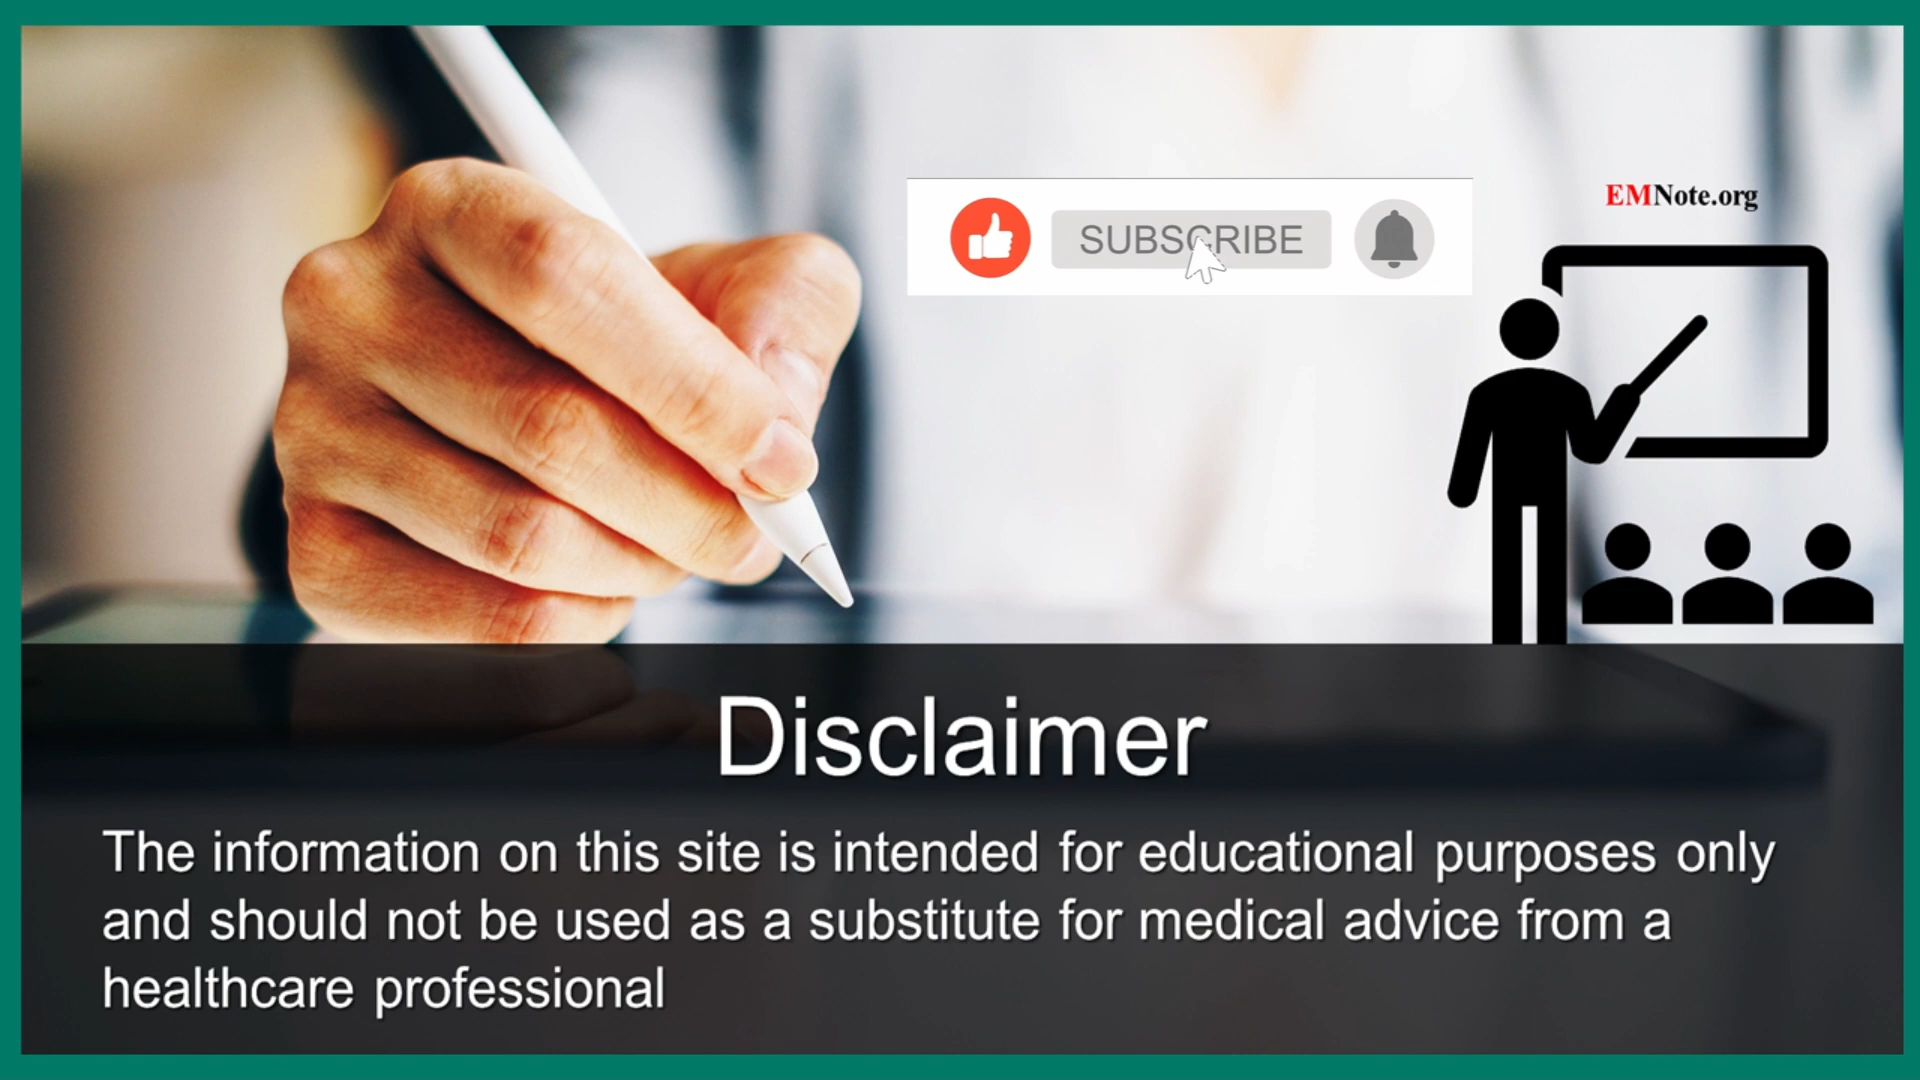 EMNote.org
SUBSCRIBE
Disclaimer
The information on this site is intended for educational purposes only
and should not be used as a substitute for medical advice from a
healthcare professional